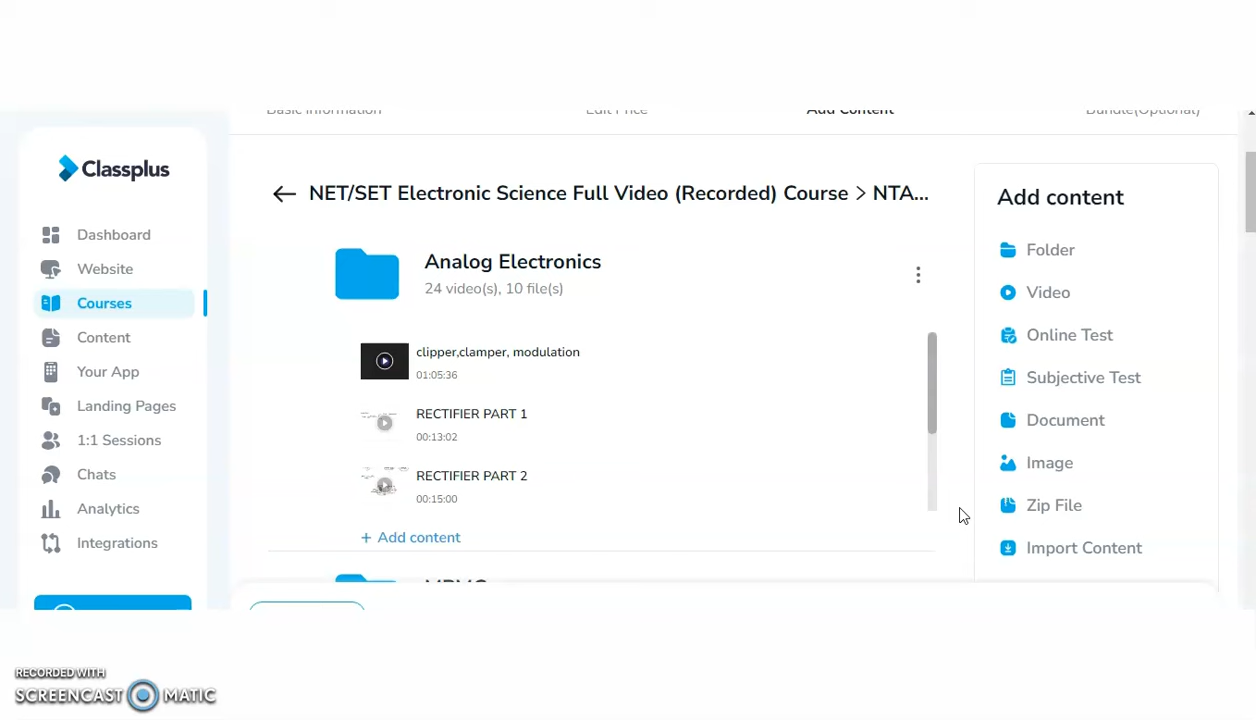 Basic Information
Edit Price
Add Content
Bundle(Optional)
Classplus
Dashboard
Website
Courses
Content
Your App
Landing Pages
1:1 Sessions
Chats
Analytics
Integrations
NET/SET Electronic Science Full Video (Recorded) Course > NTA...
Analog Electronics
24 video(s), 10 file(s)
clipper,clamper, modulation
01:05:36
RECTIFIER PART 1
00:13:02
RECTIFIER PART 2
00:15:00
+ Add content
Add content
Folder
Video
Online Test
Subjective Test
Document
Image
Zip File
Import Content
RECORDED WITH
SCREENCAST MATIC